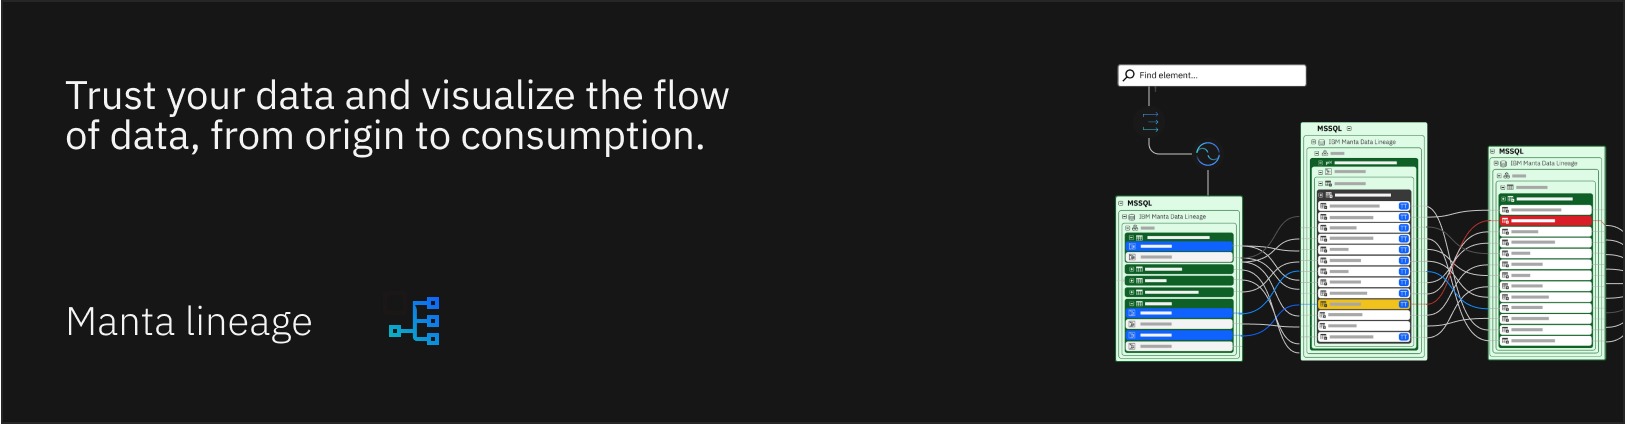 Trust your data and visualize the flow
of data, from origin to consumption.
Manta lineage
Find element...
MSSQL
IBM Manta Data Lineage
MSSQL
IBM Manta Data Lineage
MSSQL
IBM Manta Data Lineage